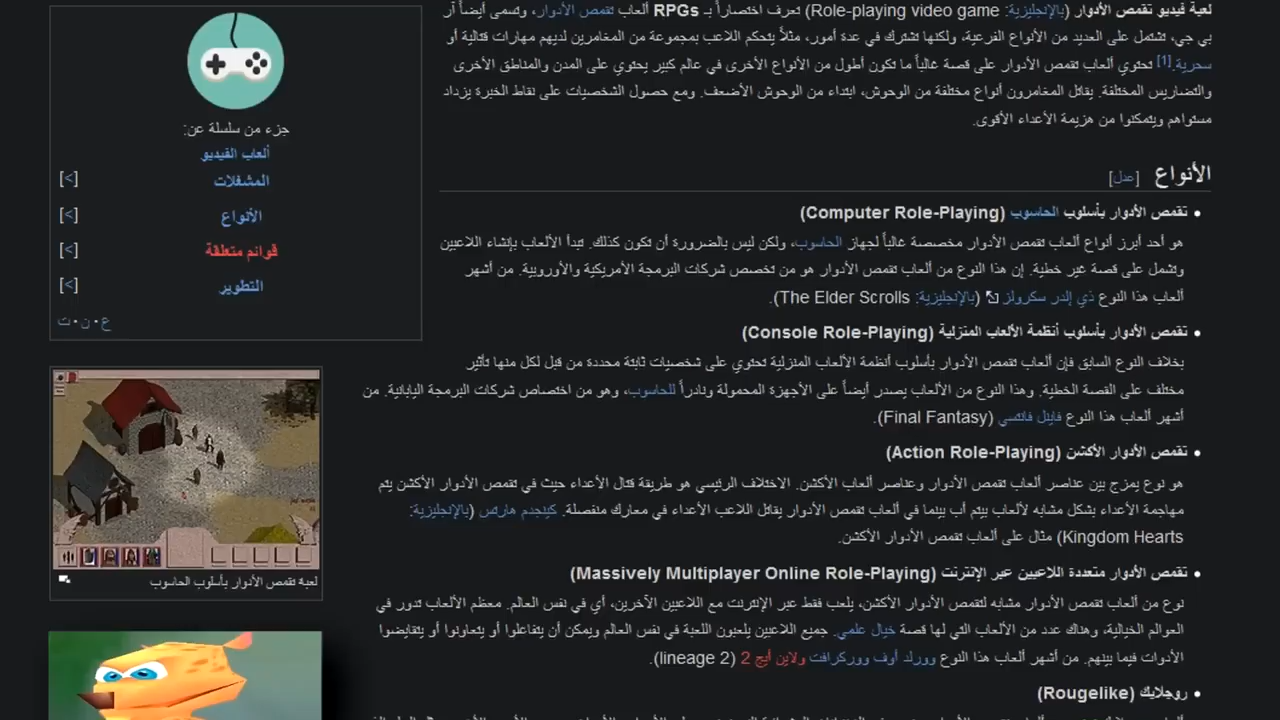 لعبة فيديو تقمص الأدوار (بالإنجليزية: Role-playing video game) تعرف اختصاراً بـ RPGs ألعاب تقمص الأدوار، وتسمى أيضاً آر
بي جي، تشتمل على العديد من الأنواع الفرعية، ولكنها تشترك في عدة أمور، مثلاً يتحكم اللاعب بمجموعة من المغامرين لديهم مهارات قتالية أو
سحرية.[1] تحتوي ألعاب تقمص الأدوار على قصة غالباً ما تكون أطول من الأنواع الأخرى في عالم كبير يحتوي على المدن والمناطق الأخرى
والتضاريس المختلفة. يقاتل المغامرون أنواع مختلفة من الوحوش، ابتداء من الوحوش الأضعف. ومع حصول الشخصيات على نقاط الخبرة يزداد
مستواهم ويتمكنوا من هزيمة الأعداء الأقوى.
الأنواع [عدل]
• تقمص الأدوار بأسلوب الحاسوب (Computer Role-Playing)
هو أحد أبرز أنواع ألعاب تقمص الأدوار مخصصة غالباً لجهاز الحاسوب، ولكن ليس بالضرورة أن تكون كذلك. تبدأ الألعاب بإنشاء اللاعبين
وتشمل على قصة غير خطية. إن هذا النوع من ألعاب تقمص الأدوار هو من تخصص شركات البرمجة الأمريكية والأوروبية. من أشهر
ألعاب هذا النوع ذي إلدر سكرولز (بالإنجليزية: The Elder Scrolls).
• تقمص الأدوار بأسلوب أنظمة الألعاب المنزلية (Console Role-Playing)
بخلاف النوع السابق فإن ألعاب تقمص الأدوار بأسلوب أنظمة الألعاب المنزلية تحتوي على شخصيات ثابتة محددة من قبل لكل منها تأثير
مختلف على القصة الخطية. وهذا النوع من الألعاب يصدر أيضاً على الأجهزة المحمولة ونادراً للحاسوب، وهو من اختصاص شركات البرمجة اليابانية. من
أشهر ألعاب هذا النوع فاينل فانتسي (Final Fantasy).
• تقمص الأدوار الأكشن (Action Role-Playing)
هو نوع يمزج بين عناصر ألعاب تقمص الأدوار وعناصر ألعاب الأكشن. الاختلاف الرئيسي هو طريقة قتال الأعداء حيث في تقمص الأدوار الأكشن يتم
مهاجمة الأعداء بشكل مشابه لألعاب بيتم أب بينما في ألعاب تقمص الأدوار يقاتل اللاعب الأعداء في معارك منفصلة. كينجدم هارتس (بالإنجليزية:
Kingdom Hearts) مثال على ألعاب تقمص الأدوار الأكشن.
• تقمص الأدوار متعددة اللاعبين عبر الإنترنت (Massively Multiplayer Online Role-Playing)
نوع من ألعاب تقمص الأدوار مشابه لتقمص الأدوار الأكشن، يلعب فقط عبر الإنترنت مع اللاعبين الآخرين، أي في نفس العالم. معظم الألعاب تدور في
العوالم الخيالية، وهناك عدد من الألعاب التي لها قصة خيال علمي. جميع اللاعبين يلعبون اللعبة في نفس العالم ويمكن أن يتفاعلوا أو يتعاونوا أو يتقايضوا
الأدوات فيما بينهم. من أشهر ألعاب هذا النوع وورلد أوف ووركرافت ولاين أيج 2 (lineage 2).
• روجلايك (Rougelike)
جزء من سلسلة عن:
ألعاب الفيديو
المشغلات [<]
الأنواع [<]
قوائم متعلقة [<]
التطوير [<]
ع • ن • ت
لعبة تقمص الأدوار بأسلوب الحاسوب